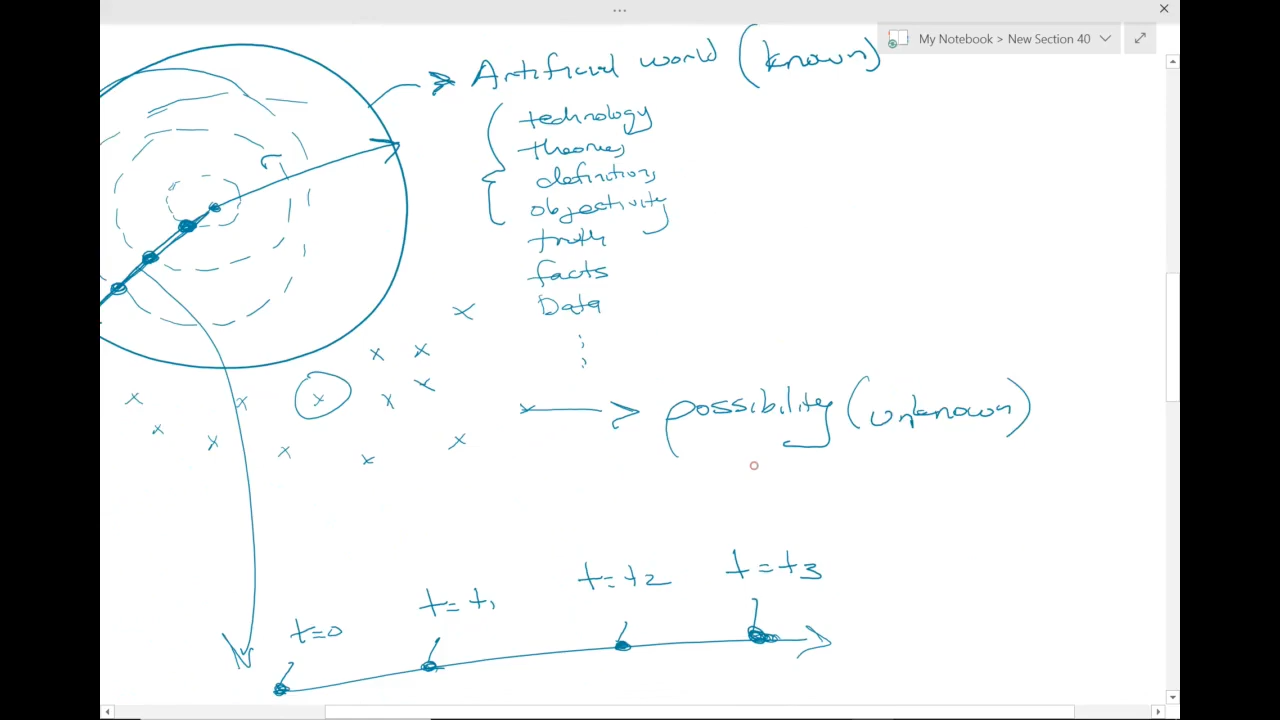 My Notebook > New Section 40
Artificial world (known)
r
technology
theories
definitions
objectivity
truth
facts
Data
possibility (unknown)
t=0
t=t1
t=t2
t=t3